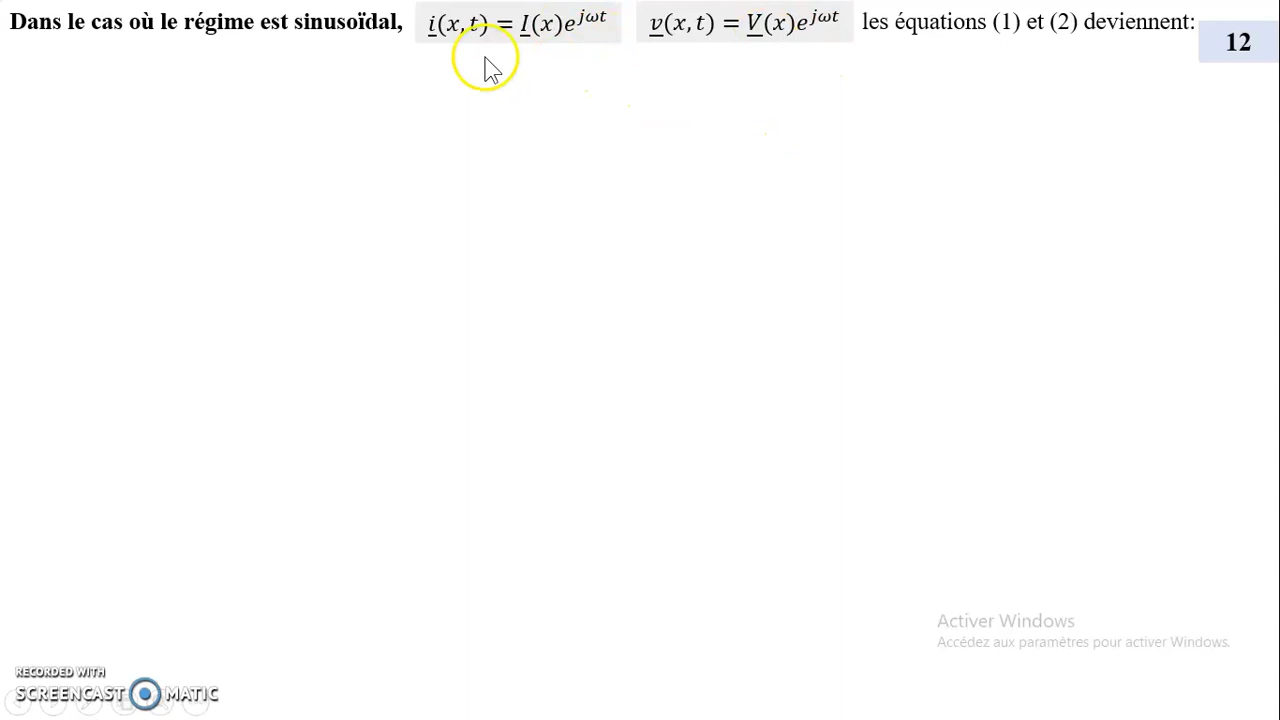 Dans le cas où le régime est sinusoïdal, i(x, t) = I(x)e^{jωt} v(x, t) = V(x)e^{jωt} les équations (1) et (2) deviennent:
12
Activer Windows
Accédez aux paramètres pour activer Windows.
RECORDED WITH
SCREENCAST MATIC